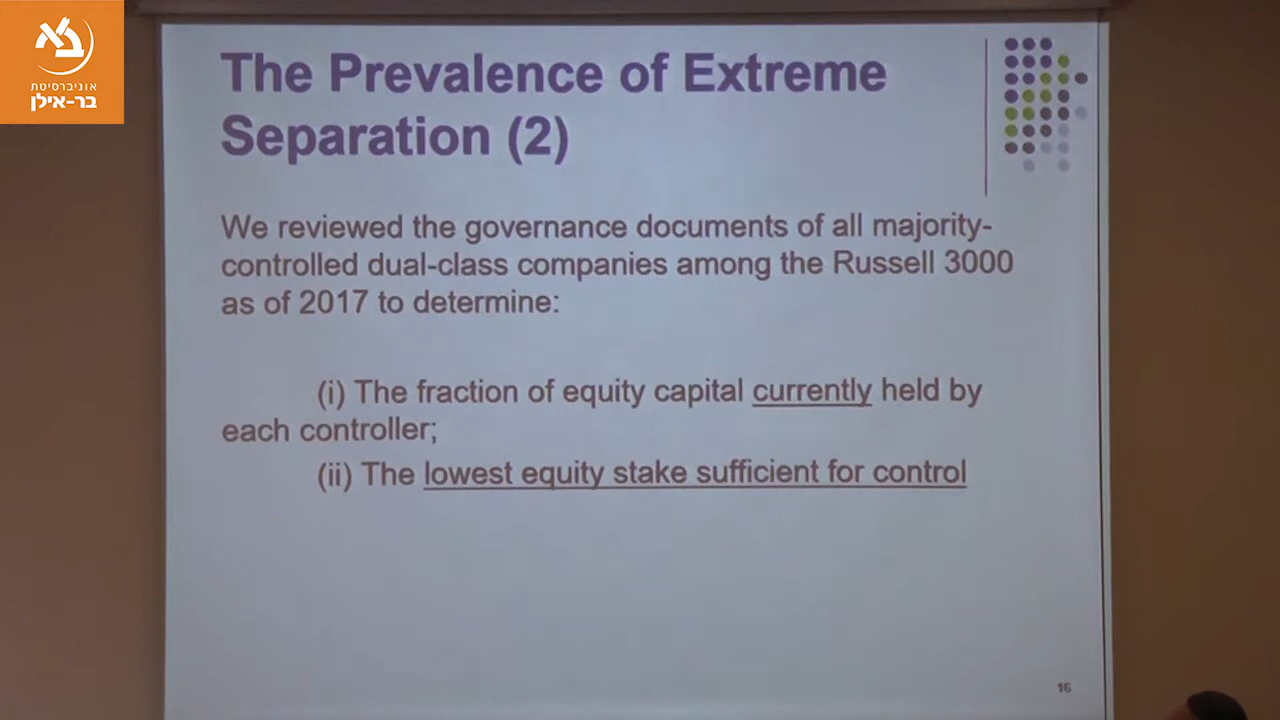 אוניברסיטת
בר-אילן
The Prevalence of Extreme
Separation (2)
We reviewed the governance documents of all majority-
controlled dual-class companies among the Russell 3000
as of 2017 to determine:
(i) The fraction of equity capital currently held by
each controller;
(ii) The lowest equity stake sufficient for control
16